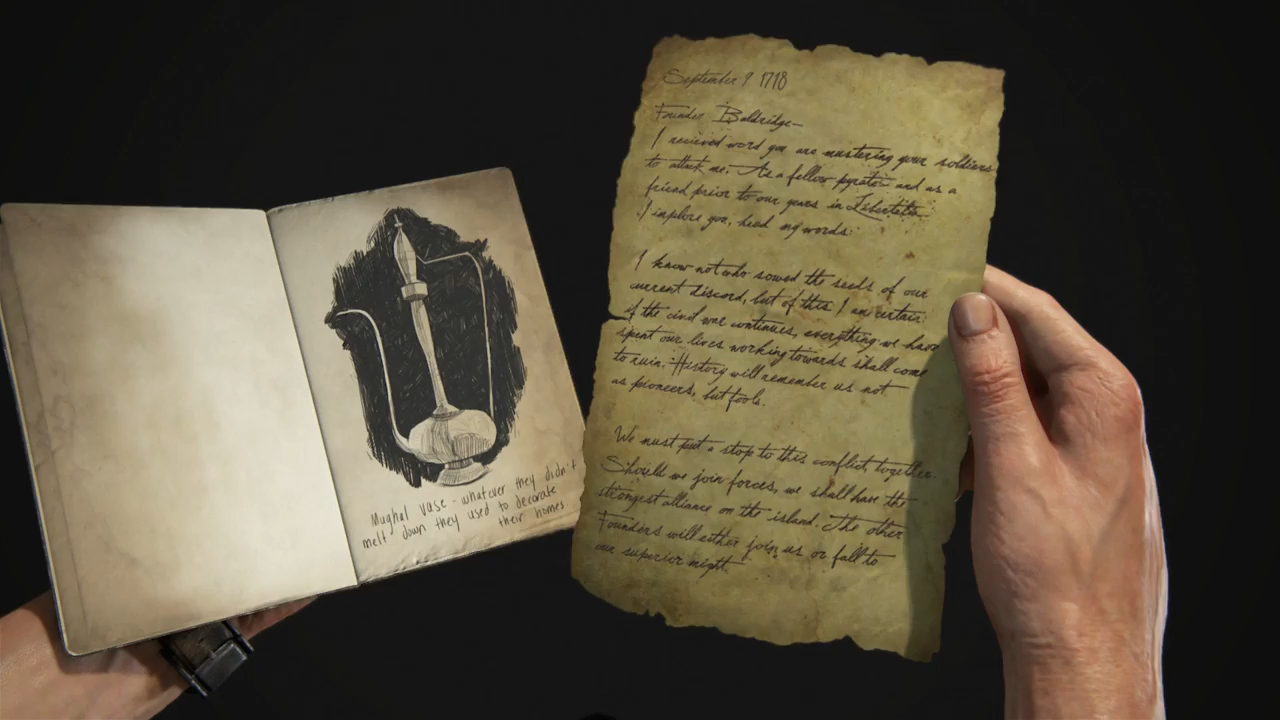 Mughal vase - whatever they didn't
melt down they used to decorate
their homes
September 9 1718
Founder Baldridge—
I recieved word you are mustering your soldiers
to attack me. As a fellow pyrate and as a
friend prior to our years in Libertalia
I implore you, heed my words:
I know not who sowed the seeds of our
current discord, but of this I am certain:
if the civil war continues, everything we have
spent our lives working towards shall come
to ruin. History will remember us not
as pioneers, but fools.
We must put a stop to this conflict, together.
Should we join forces, we shall have the
strongest alliance on the island. The other
Founders will either join us or fall to
our superior might.